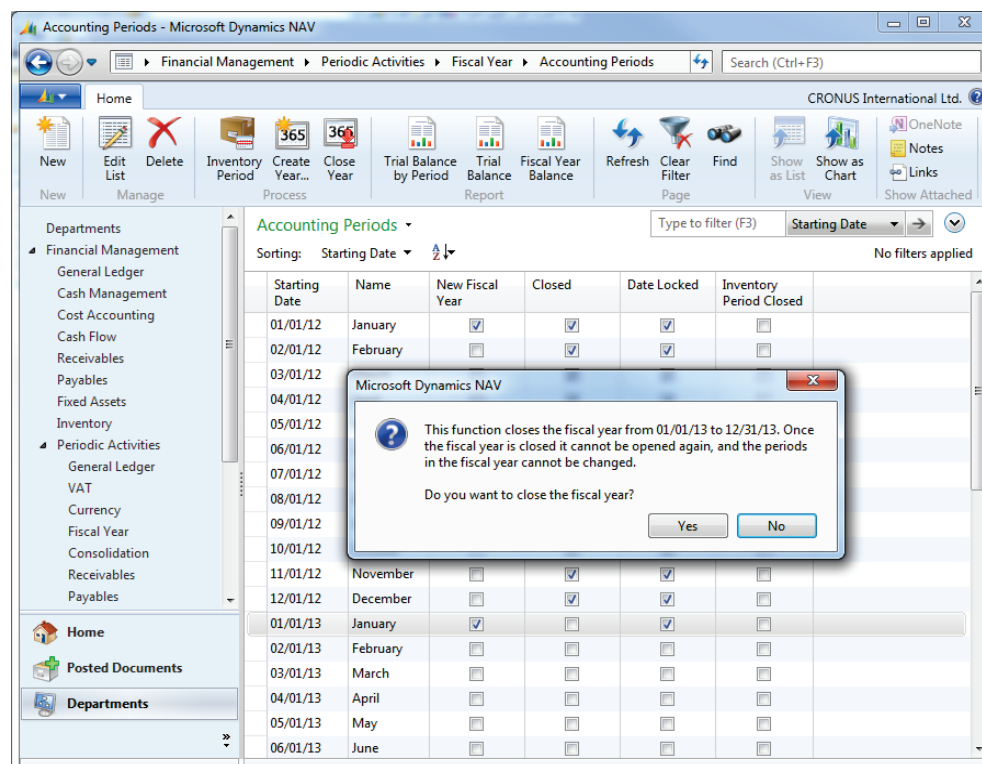 Accounting Periods - Microsoft Dynamics NAV
Financial Management Periodic Activities Fiscal Year Accounting Periods Search (Ctrl+F3)
Home CRONUS International Ltd.
New Edit List Delete Inventory Period Create Year... Close Year Trial Balance by Period Trial Balance Fiscal Year Balance Refresh Clear Filter Find Show as List Show as Chart OneNote Notes Links
New Manage Process Report Page View Show Attached
Departments
Financial Management
General Ledger
Cash Management
Cost Accounting
Cash Flow
Receivables
Payables
Fixed Assets
Inventory
Periodic Activities
General Ledger
VAT
Currency
Fiscal Year
Consolidation
Receivables
Payables
Home
Posted Documents
Departments
Accounting Periods Type to filter (F3) Starting Date
Sorting: Starting Date No filters applied
Starting Date Name New Fiscal Year Closed Date Locked Inventory Period Closed
01/01/12 January
02/01/12 February
03/01/12
04/01/12
05/01/12
06/01/12
07/01/12
08/01/12
09/01/12
10/01/12
11/01/12 November
12/01/12 December
01/01/13 January
02/01/13 February
03/01/13 March
04/01/13 April
05/01/13 May
06/01/13 June
Microsoft Dynamics NAV
This function closes the fiscal year from 01/01/13 to 12/31/13. Once
the fiscal year is closed it cannot be opened again, and the periods
in the fiscal year cannot be changed.
Do you want to close the fiscal year?
Yes No